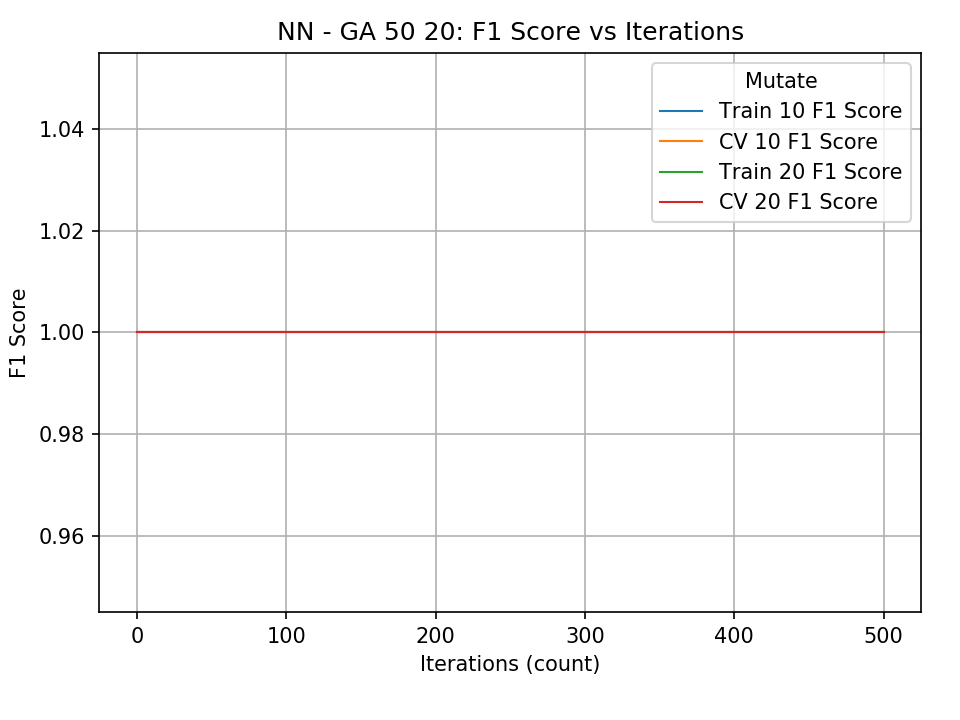 NN - GA 50 20: F1 Score vs Iterations
Mutate
Train 10 F1 Score
CV 10 F1 Score
Train 20 F1 Score
CV 20 F1 Score
F1 Score
1.04
1.02
1.00
0.98
0.96
0 100 200 300 400 500
Iterations (count)